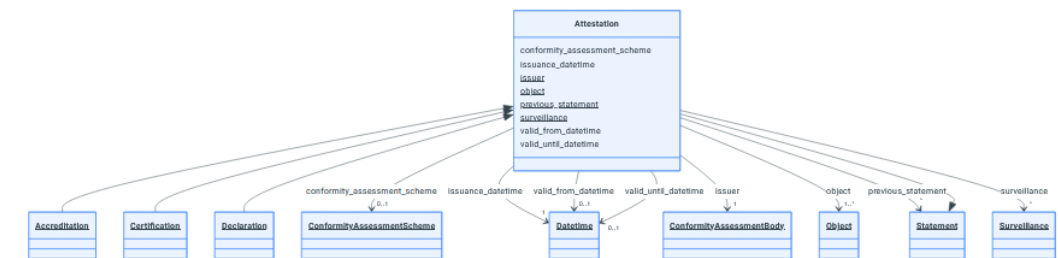 Attestation
conformity_assessment_scheme
issuance_datetime
issuer
object
previous_statement
surveillance
valid_from_datetime
valid_until_datetime
conformity_assessment_scheme
issuance_datetime
valid_from_datetime
valid_until_datetime
issuer
object
previous_statement
surveillance
0..1
1
0..1
0..1
1
1..*
*
*
Accreditation
Certification
Declaration
ConformityAssessmentScheme
Datetime
ConformityAssessmentBody
Object
Statement
Surveillance